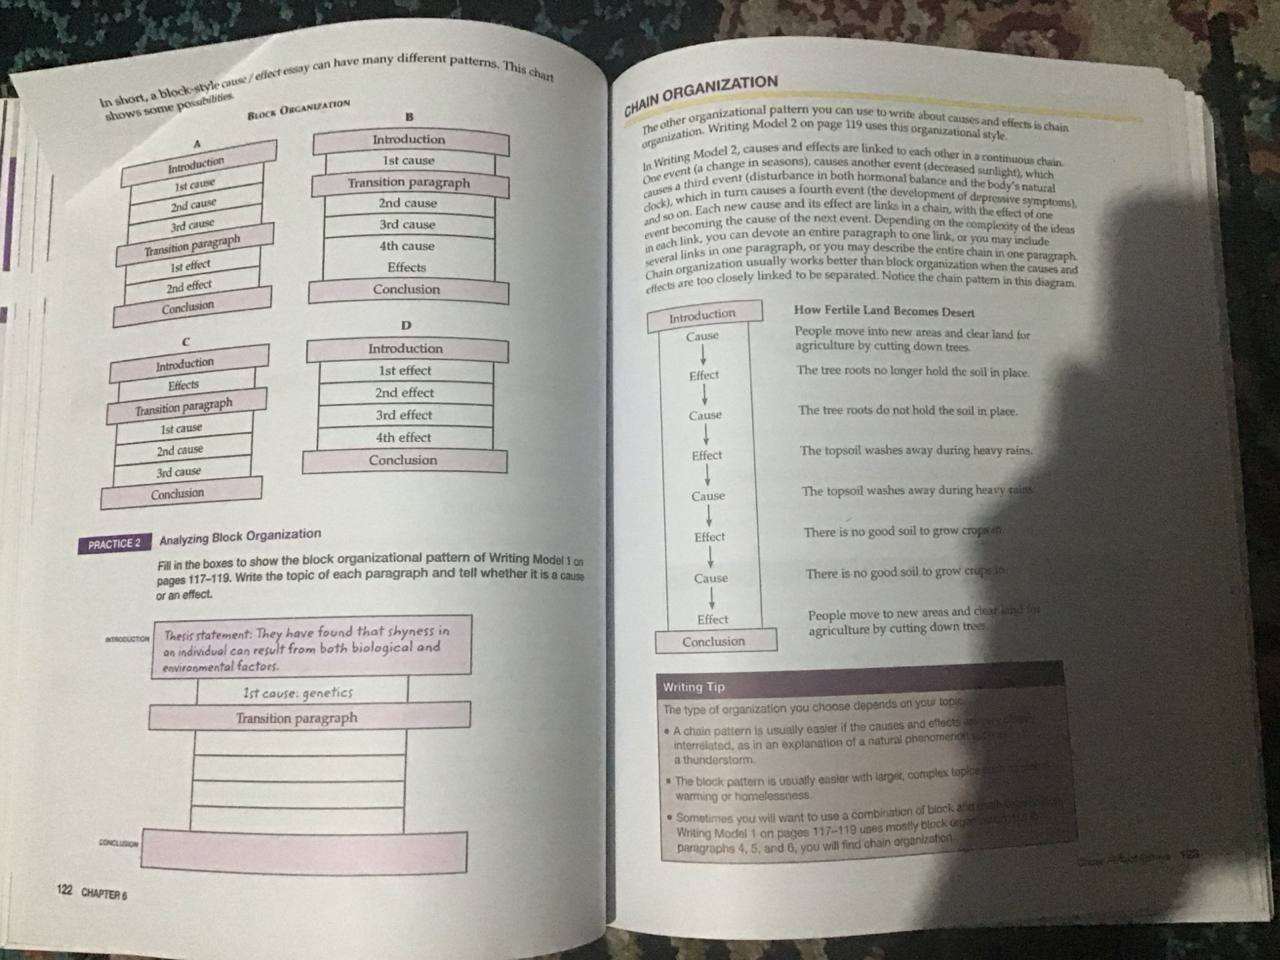 In short, a block-style cause / effect essay can have many different patterns. This chart
shows some possibilities.
BLOCK ORGANIZATION
A
Introduction
1st cause
2nd cause
3rd cause
Transition paragraph
1st effect
2nd effect
Conclusion
B
Introduction
1st cause
Transition paragraph
2nd cause
3rd cause
4th cause
Effects
Conclusion
C
Introduction
Effects
Transition paragraph
1st cause
2nd cause
3rd cause
Conclusion
D
Introduction
1st effect
2nd effect
3rd effect
4th effect
Conclusion
PRACTICE 2 Analyzing Block Organization
Fill in the boxes to show the block organizational pattern of Writing Model 1 on
pages 117–119. Write the topic of each paragraph and tell whether it is a cause
or an effect.
INTRODUCTION
Thesis statement: They have found that shyness in
an individual can result from both biological and
environmental factors.
1st cause: genetics
Transition paragraph
CONCLUSION
122 CHAPTER 6
CHAIN ORGANIZATION
The other organizational pattern you can use to write about causes and effects is chain
organization. Writing Model 2 on page 119 uses this organizational style.
In Writing Model 2, causes and effects are linked to each other in a continuous chain.
One event (a change in seasons), causes another event (decreased sunlight), which
causes a third event (disturbance in both hormonal balance and the body's natural
clock), which in turn causes a fourth event (the development of depressive symptoms),
and so on. Each new cause and its effect are links in a chain, with the effect of one
event becoming the cause of the next event. Depending on the complexity of the ideas
in each link, you can devote an entire paragraph to one link, or you may include
several links in one paragraph, or you may describe the entire chain in one paragraph.
Chain organization usually works better than block organization when the causes and
effects are too closely linked to be separated. Notice the chain pattern in this diagram.
How Fertile Land Becomes Desert
Introduction
Cause
People move into new areas and clear land for
agriculture by cutting down trees.
Effect
The tree roots no longer hold the soil in place.
Cause
The tree roots do not hold the soil in place.
Effect
The topsoil washes away during heavy rains.
Cause
The topsoil washes away during heavy rains.
Effect
There is no good soil to grow crops in.
Cause
There is no good soil to grow crops in.
Effect
People move to new areas and clear land for
agriculture by cutting down trees.
Conclusion
Writing Tip
The type of organization you choose depends on your topic.
• A chain pattern is usually easier if the causes and effects are
interrelated, as in an explanation of a natural phenomenon such as
a thunderstorm.
• The block pattern is usually easier with larger, complex topics such as
warming or homelessness.
• Sometimes you will want to use a combination of block and
Writing Model 1 on pages 117–119 uses mostly block
paragraphs 4, 5, and 6, you will find chain organization.
123